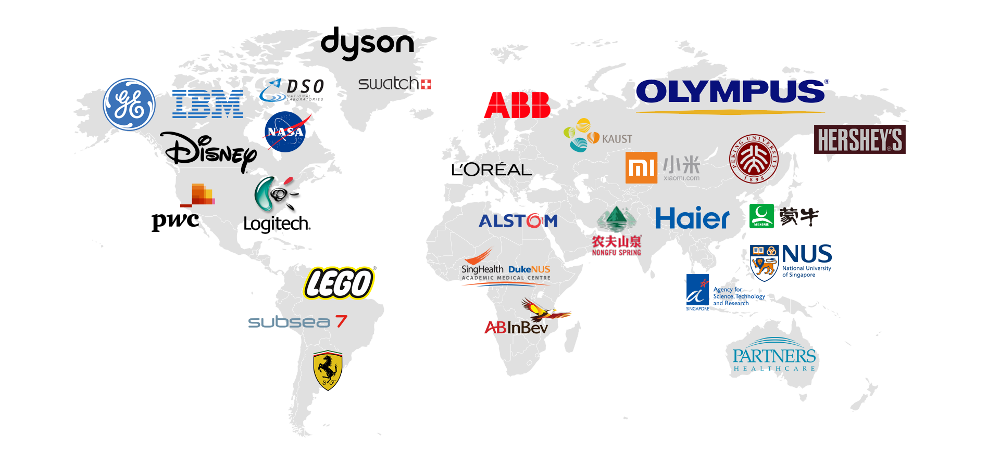 dyson
swatch
GE
IBM
DSO
NATIONAL
LABORATORIES
NASA
DISNEY
pwc
Logitech
ABB
OLYMPUS®
KAUST
HERSHEY'S®
PEKING UNIVERSITY
1898
L'ORÉAL
mi 小米
xiaomi.com
ALSTOM
农夫山泉®
NONGFU SPRING
Haier
MENGNIU
蒙牛
SingHealth DukeNUS
ACADEMIC MEDICAL CENTRE
NUS
National University
of Singapore
LEGO®
a
Agency for
Science, Technology
and Research
SINGAPORE
subsea 7
ABInBev
S F
PARTNERS
HEALTHCARE